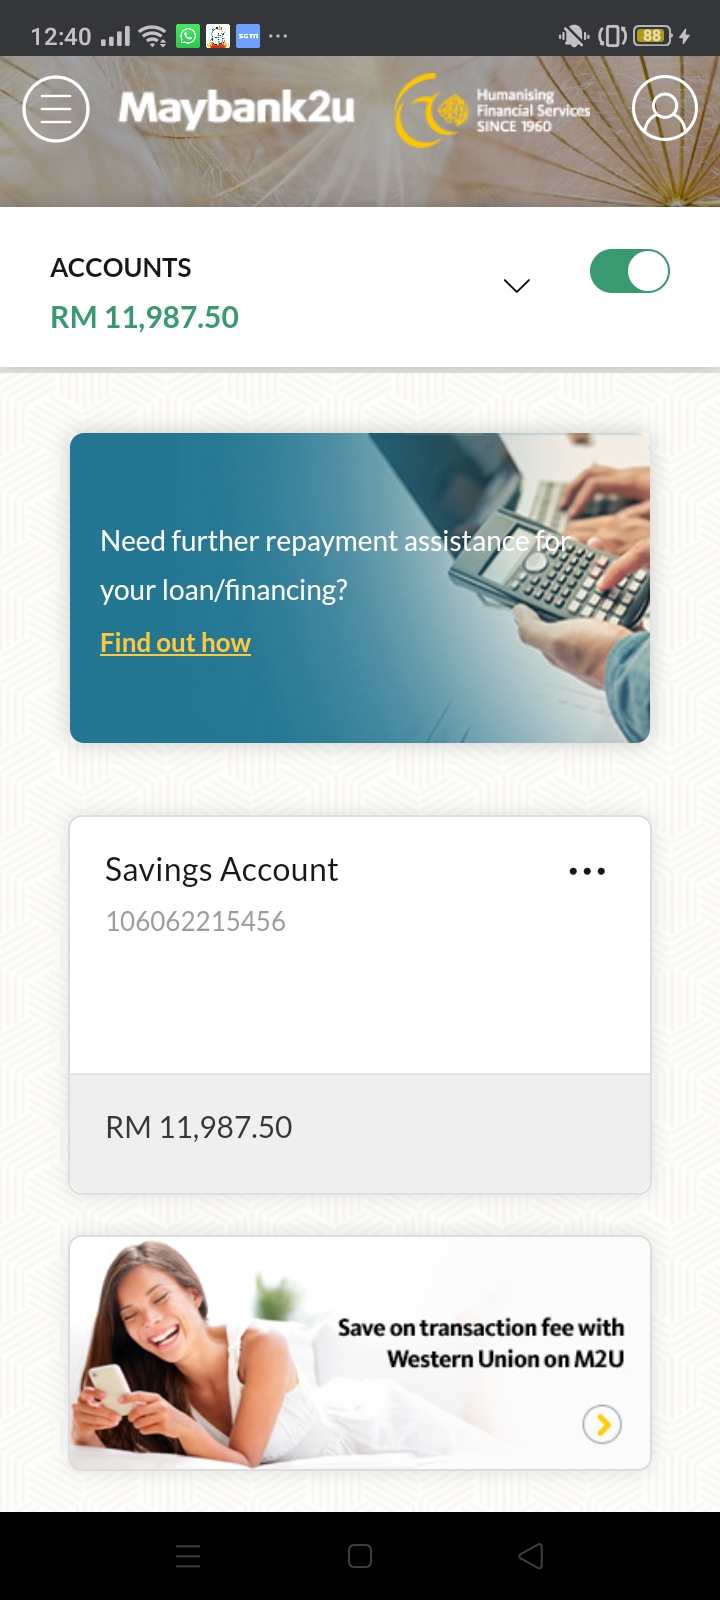 12:40
SGTN
88
Maybank2u
Humanising
Financial Services
SINCE 1960
ACCOUNTS
RM 11,987.50
Need further repayment assistance for
your loan/financing?
Find out how
Savings Account
106062215456
RM 11,987.50
Save on transaction fee with
Western Union on M2U